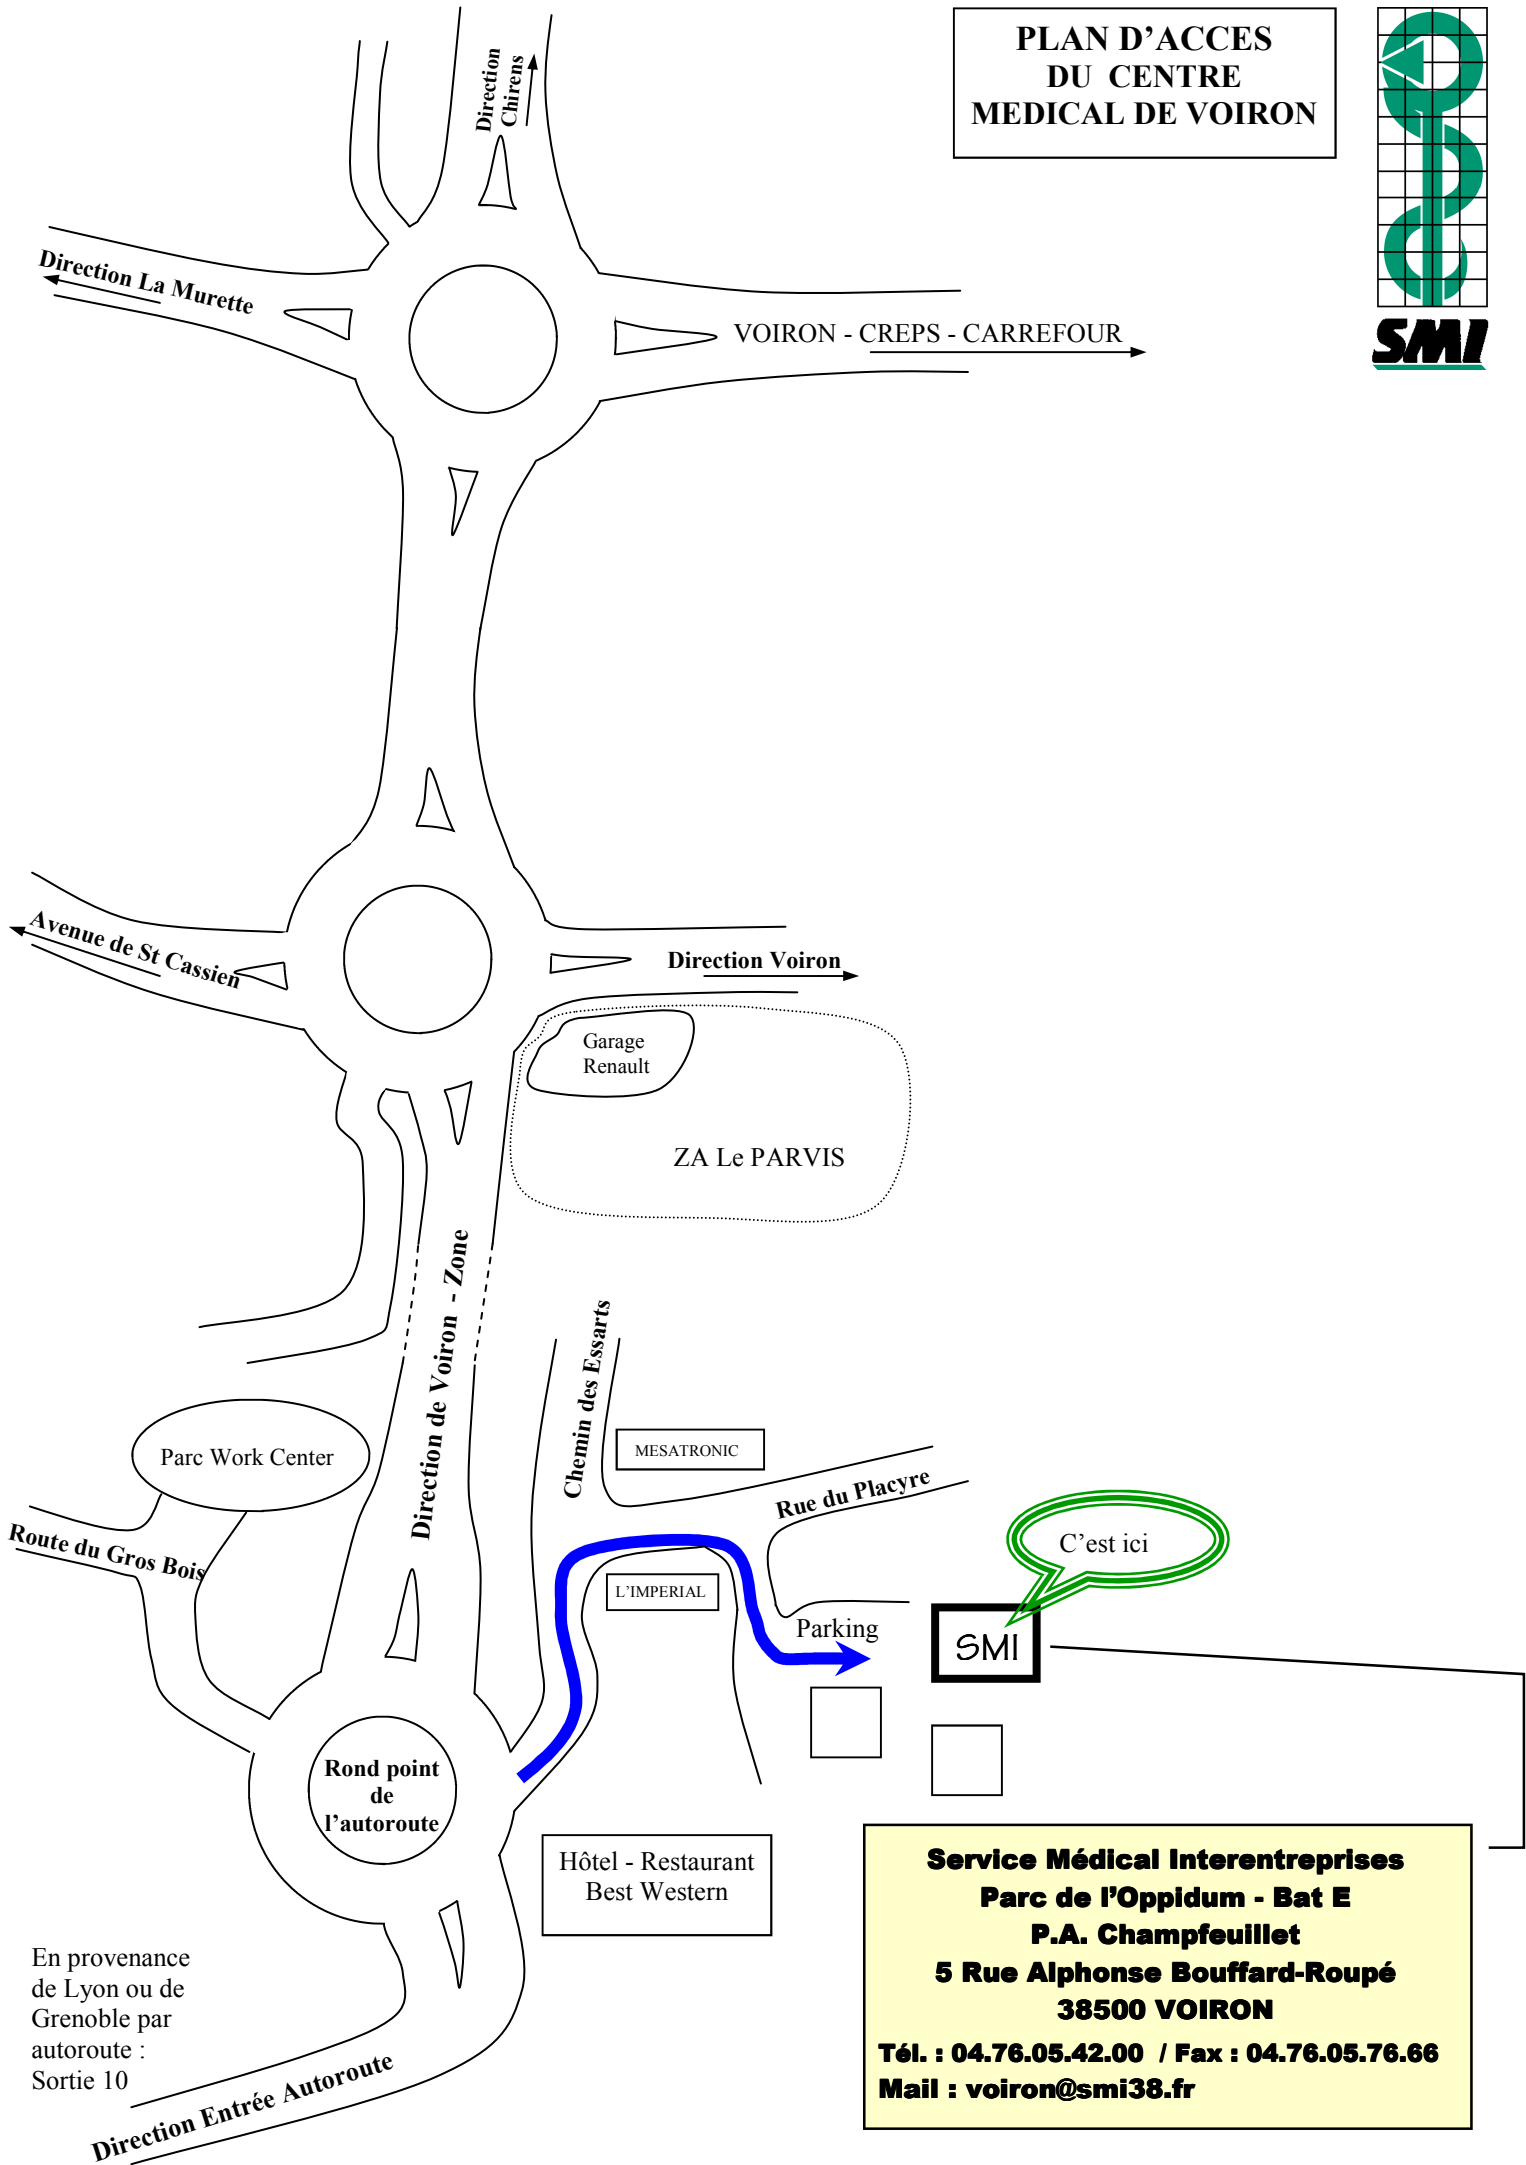 PLAN D'ACCES
DU CENTRE
MEDICAL DE VOIRON
SMI
Direction
Chirens
Direction La Murette
VOIRON - CREPS - CARREFOUR
Avenue de St Cassien
Direction Voiron
Garage
Renault
ZA Le PARVIS
Direction de Voiron - Zone
Chemin des Essarts
Parc Work Center
MESATRONIC
Rue du Placyre
Route du Gros Bois
C'est ici
L'IMPERIAL
Parking
SMI
Rond point
de
l'autoroute
Hôtel - Restaurant
Best Western
Service Médical Interentreprises
Parc de l'Oppidum - Bat E
P.A. Champfeuillet
5 Rue Alphonse Bouffard-Roupé
38500 VOIRON
Tél. : 04.76.05.42.00 / Fax : 04.76.05.76.66
Mail : voiron@smi38.fr
En provenance
de Lyon ou de
Grenoble par
autoroute :
Sortie 10
Direction Entrée Autoroute